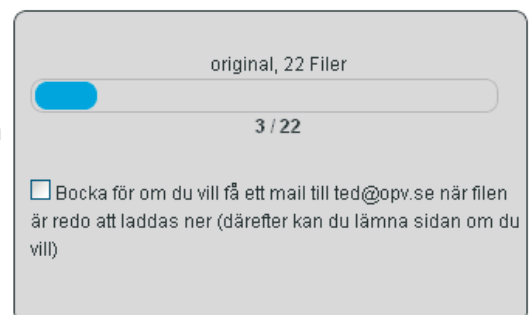 original, 22 Filer
3 / 22
Bocka för om du vill få ett mail till ted@opv.se när filen
är redo att laddas ner (därefter kan du lämna sidan om du
vill)